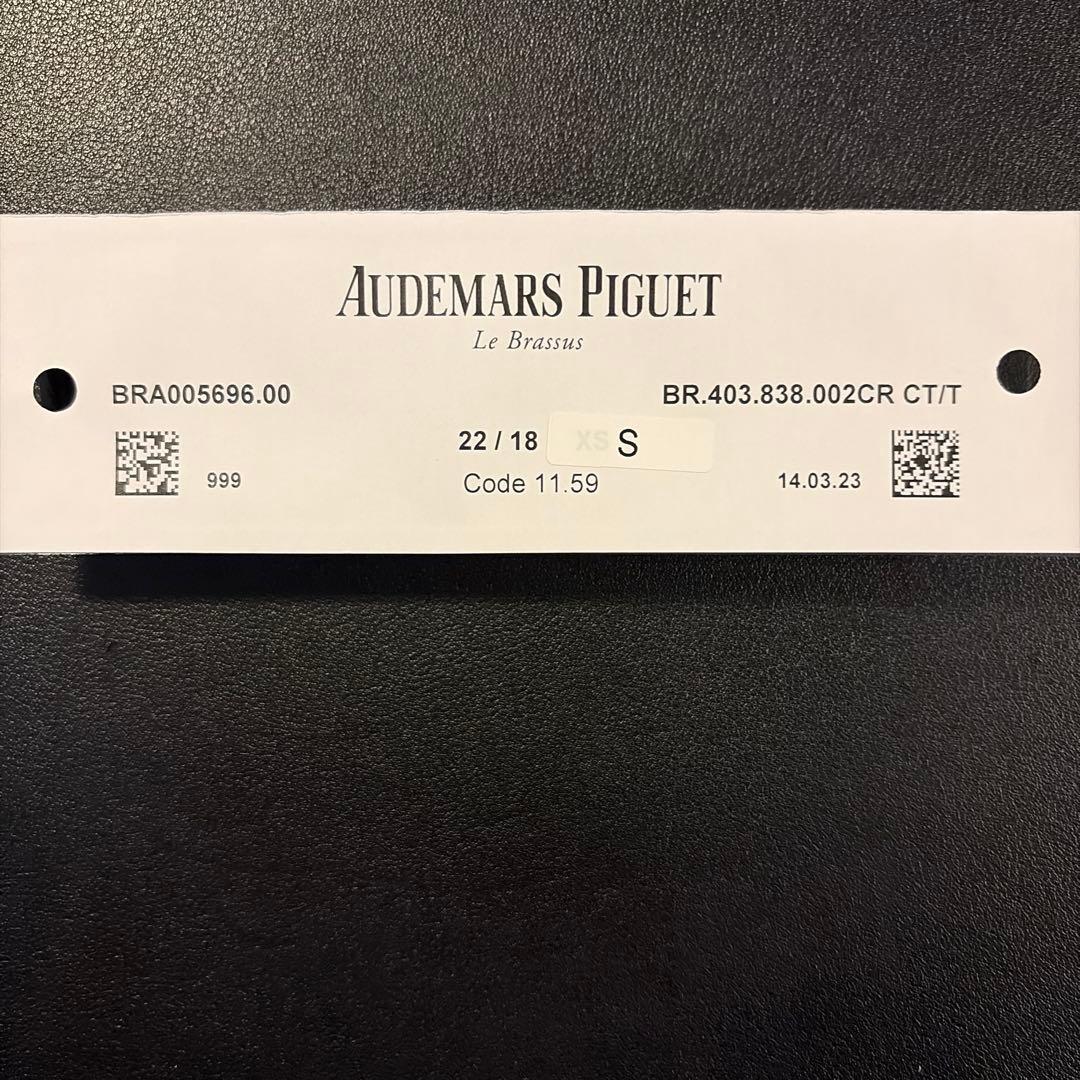 AUDEMARS PIGUET
Le Brassus
BRA005696.00 BR.403.838.002CR CT/T
22 / 18 XS S
999 Code 11.59 14.03.23